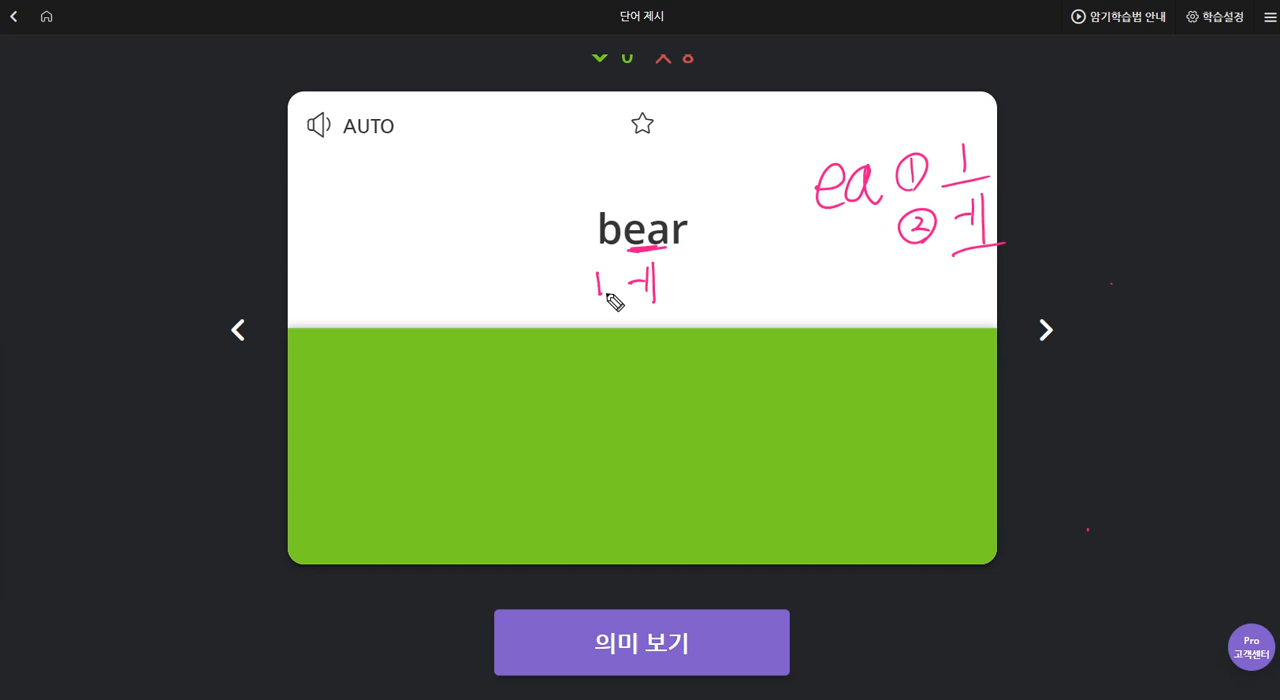 단어 제시
암기학습법 안내
학습설정
AUTO
ea ① ㅣ
② ㅔ
bear
ㅔ
의미 보기
Pro
고객센터